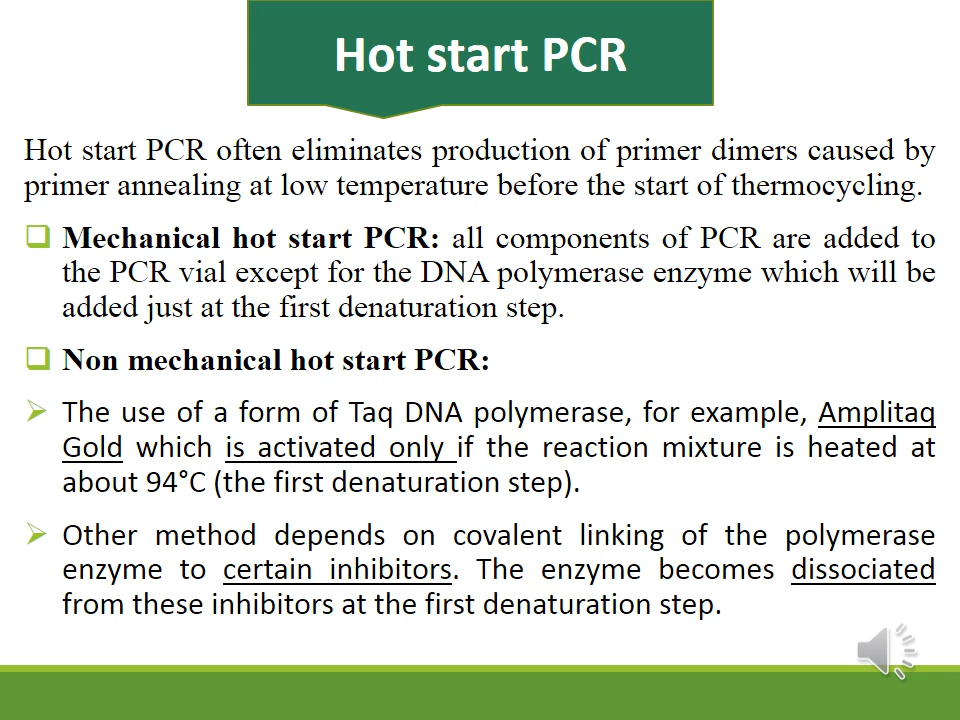 Hot start PCR
Hot start PCR often eliminates production of primer dimers caused by
primer annealing at low temperature before the start of thermocycling.
Mechanical hot start PCR: all components of PCR are added to
the PCR vial except for the DNA polymerase enzyme which will be
added just at the first denaturation step.
Non mechanical hot start PCR:
The use of a form of Taq DNA polymerase, for example, Amplitaq
Gold which is activated only if the reaction mixture is heated at
about 94°C (the first denaturation step).
Other method depends on covalent linking of the polymerase
enzyme to certain inhibitors. The enzyme becomes dissociated
from these inhibitors at the first denaturation step.